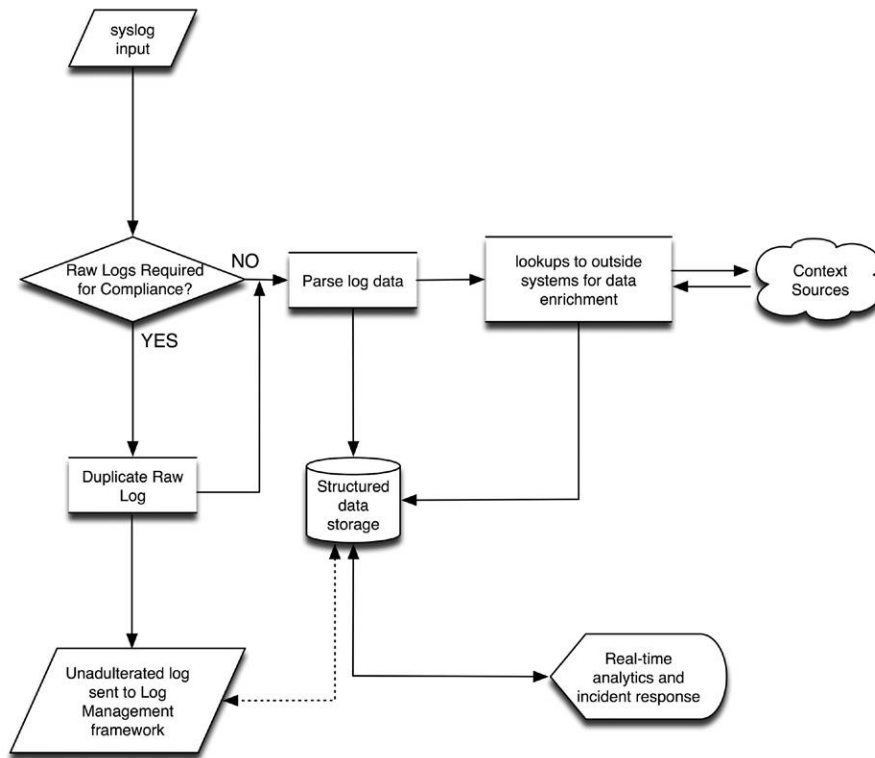 syslog
input
Raw Logs Required
for Compliance?
NO
YES
Parse log data
lookups to outside
systems for data
enrichment
Context
Sources
Duplicate Raw
Log
Structured
data
storage
Unadulterated log
sent to Log
Management
framework
Real-time
analytics and
incident response